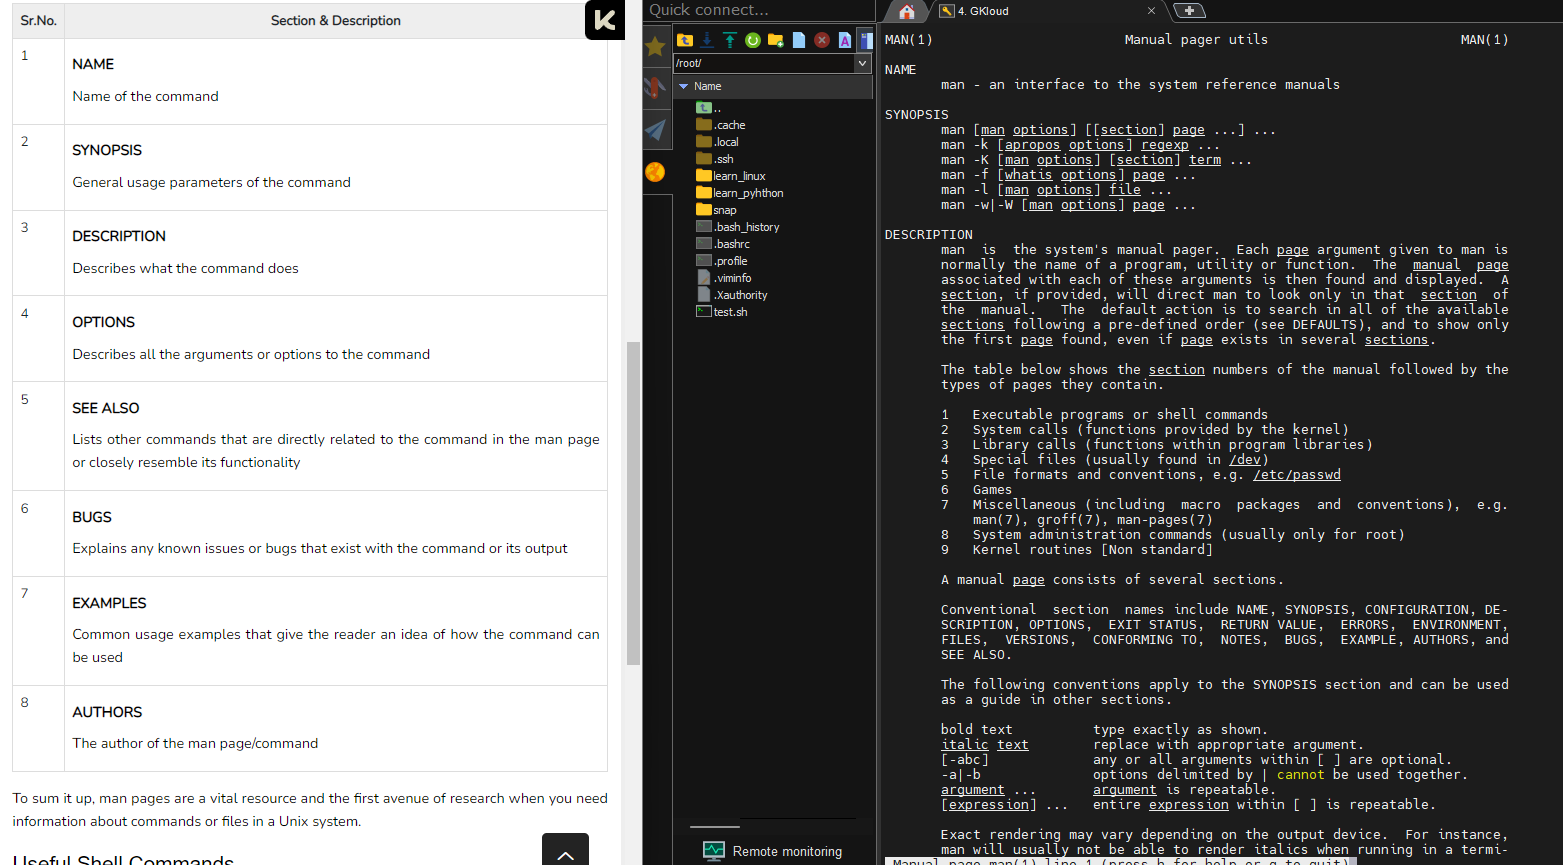 Sr.No. Section & Description
1
NAME
Name of the command
2
SYNOPSIS
General usage parameters of the command
3
DESCRIPTION
Describes what the command does
4
OPTIONS
Describes all the arguments or options to the command
5
SEE ALSO
Lists other commands that are directly related to the command in the man page
or closely resemble its functionality
6
BUGS
Explains any known issues or bugs that exist with the command or its output
7
EXAMPLES
Common usage examples that give the reader an idea of how the command can
be used
8
AUTHORS
The author of the man page/command
To sum it up, man pages are a vital resource and the first avenue of research when you need
information about commands or files in a Unix system.
Useful Shell Commands
K
Quick connect...
/root/
Name
..
.cache
.local
.ssh
learn_linux
learn_pyhthon
snap
.bash_history
.bashrc
.profile
.viminfo
.Xauthority
test.sh
Remote monitoring
4. GKloud
MAN(1) Manual pager utils MAN(1)
NAME
man - an interface to the system reference manuals
SYNOPSIS
man [man options] [[section] page ...] ...
man -k [apropos options] regexp ...
man -K [man options] [section] term ...
man -f [whatis options] page ...
man -l [man options] file ...
man -w|-W [man options] page ...
DESCRIPTION
man is the system's manual pager. Each page argument given to man is
normally the name of a program, utility or function. The manual page
associated with each of these arguments is then found and displayed. A
section, if provided, will direct man to look only in that section of
the manual. The default action is to search in all of the available
sections following a pre-defined order (see DEFAULTS), and to show only
the first page found, even if page exists in several sections.
The table below shows the section numbers of the manual followed by the
types of pages they contain.
1 Executable programs or shell commands
2 System calls (functions provided by the kernel)
3 Library calls (functions within program libraries)
4 Special files (usually found in /dev)
5 File formats and conventions, e.g. /etc/passwd
6 Games
7 Miscellaneous (including macro packages and conventions), e.g.
man(7), groff(7), man-pages(7)
8 System administration commands (usually only for root)
9 Kernel routines [Non standard]
A manual page consists of several sections.
Conventional section names include NAME, SYNOPSIS, CONFIGURATION, DE-
SCRIPTION, OPTIONS, EXIT STATUS, RETURN VALUE, ERRORS, ENVIRONMENT,
FILES, VERSIONS, CONFORMING TO, NOTES, BUGS, EXAMPLE, AUTHORS, and
SEE ALSO.
The following conventions apply to the SYNOPSIS section and can be used
as a guide in other sections.
bold text type exactly as shown.
italic text replace with appropriate argument.
[-abc] any or all arguments within [ ] are optional.
-a|-b options delimited by | cannot be used together.
argument ... argument is repeatable.
[expression] ... entire expression within [ ] is repeatable.
Exact rendering may vary depending on the output device. For instance,
man will usually not be able to render italics when running in a termi-
Manual page man(1) line 1 (press h for help or q to quit)